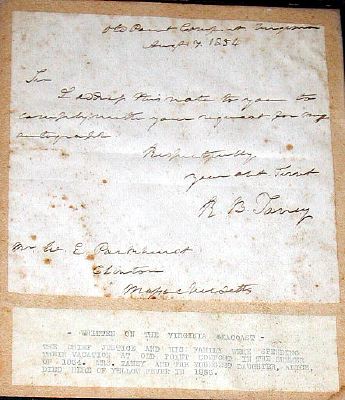 Old Point Comfort Virginia
Aug 17. 1854
Sir
I address this note to you to
comply with your request for my
autograph
Respectfully
your obt Servt
R B Taney
Mr W. E Parkhurst
Clinton
Massachusetts
- WRITTEN ON THE VIRGINIA SEACOAST -
THE CHIEF JUSTICE AND HIS FAMILY WERE SPENDING
THEIR VACATION AT OLD POINT COMFORT IN THE SUMMER
OF 1854. MRS. TANEY AND THE YOUNGEST DAUGHTER, ALICE,
DIED HERE OF YELLOW FEVER IN 1855.